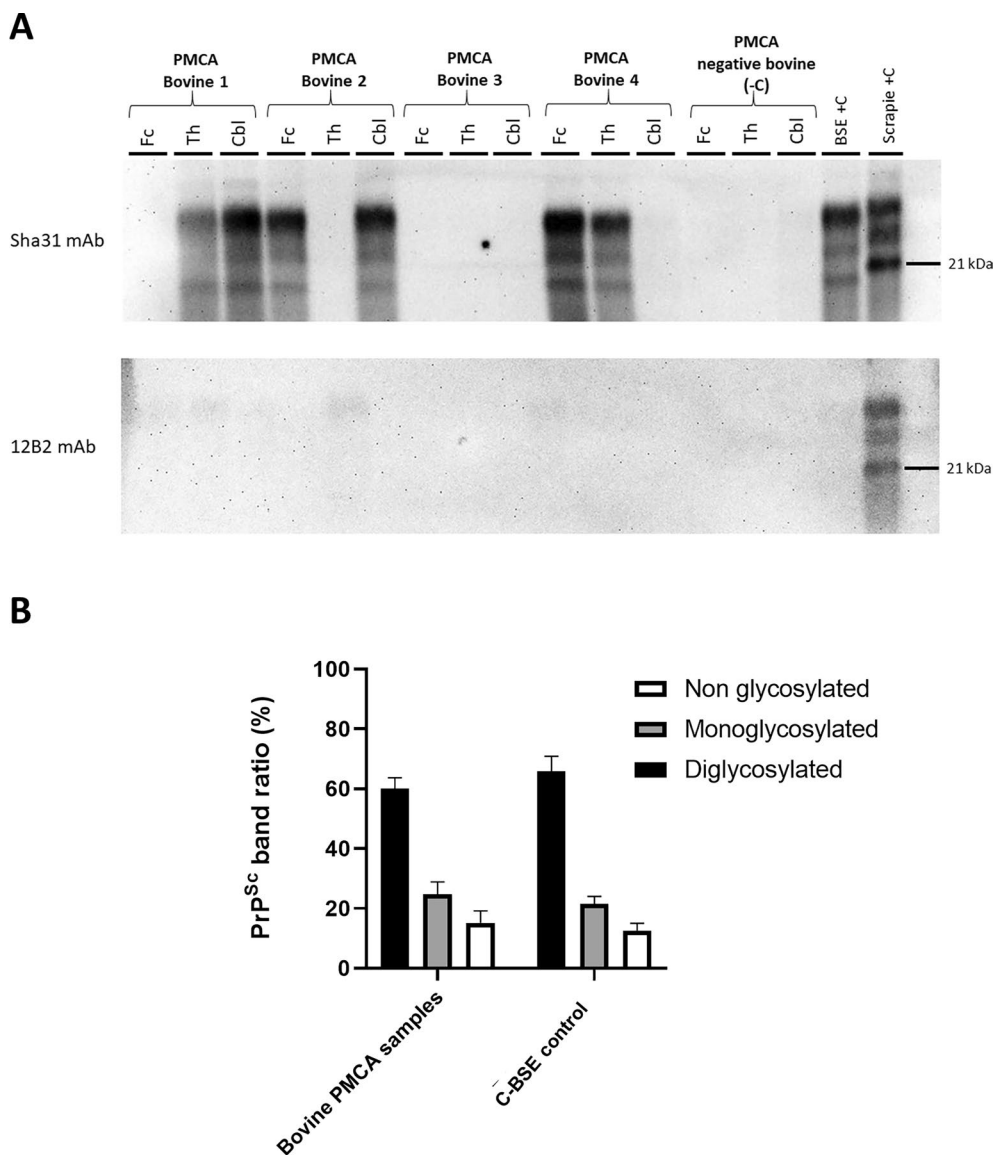 A
PMCA
Bovine 1
PMCA
Bovine 2
PMCA
Bovine 3
PMCA
Bovine 4
PMCA
negative bovine
(-C)
Fc Th Cbl Fc Th Cbl Fc Th Cbl Fc Th Cbl Fc Th Cbl BSE +C Scrapie +C
Sha31 mAb
21 kDa
12B2 mAb
21 kDa
B
PrP^Sc band ratio (%)
100
80
60
40
20
0
Non glycosylated
Monoglycosylated
Diglycosylated
Bovine PMCA samples
C-BSE control